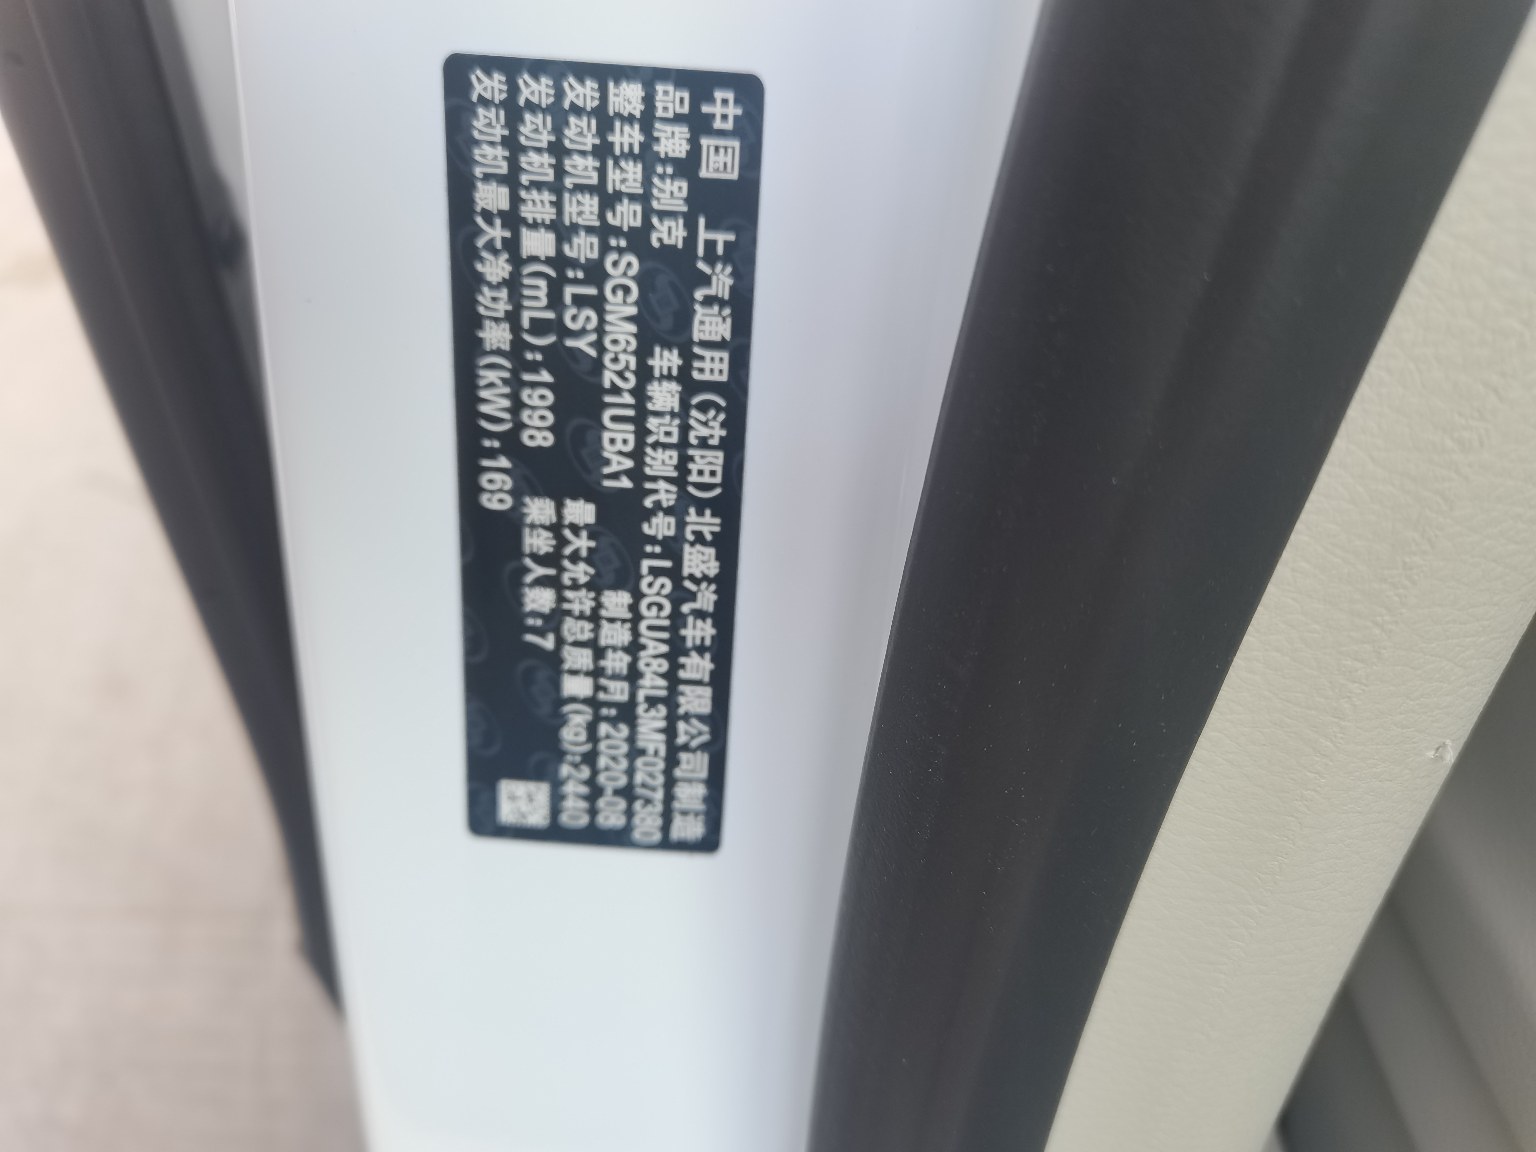 中国 上汽通用(沈阳)北盛汽车有限公司制造
品牌:别克 车辆识别代号:LSGUA84L3MF027380
整车型号:SGM6521UBA1 制造年月:2020-08
发动机型号:LSY 最大允许总质量(kg):2440
发动机排量(mL):1998 乘坐人数:7
发动机最大净功率(kW):169